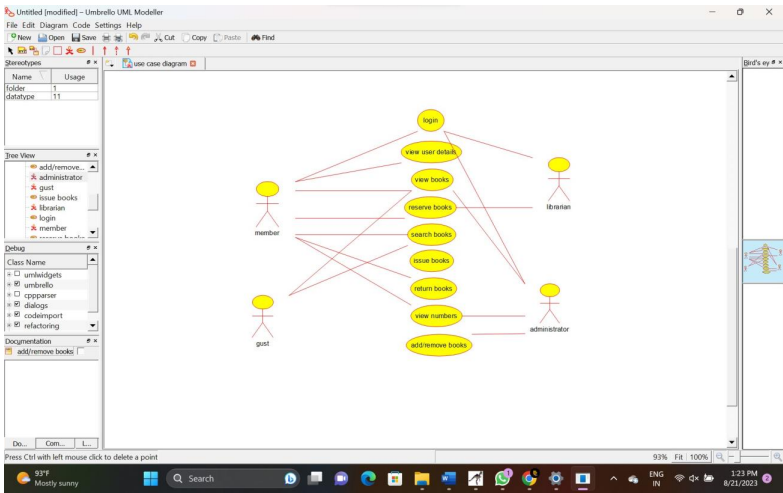 Untitled [modified] – Umbrello UML Modeller
File Edit Diagram Code Settings Help
New Open Save Cut Copy Paste Find
Stereotypes
use case diagram
Bird's ey
Name Usage
folder 1
datatype 11
Tree View
add/remove...
administrator
gust
issue books
librarian
login
member
Debug
Class Name
umlwidgets
umbrello
cppparser
dialogs
codeimport
refactoring
Documentation
add/remove books
Do... Com... L...
login
view user details
view books
reserve books
search books
issue books
return books
view numbers
add/remove books
member
gust
librarian
administrator
Press Ctrl with left mouse click to delete a point
93% Fit 100%
93°F
Mostly sunny
Search
ENG
IN
1:23 PM
8/21/2023
2